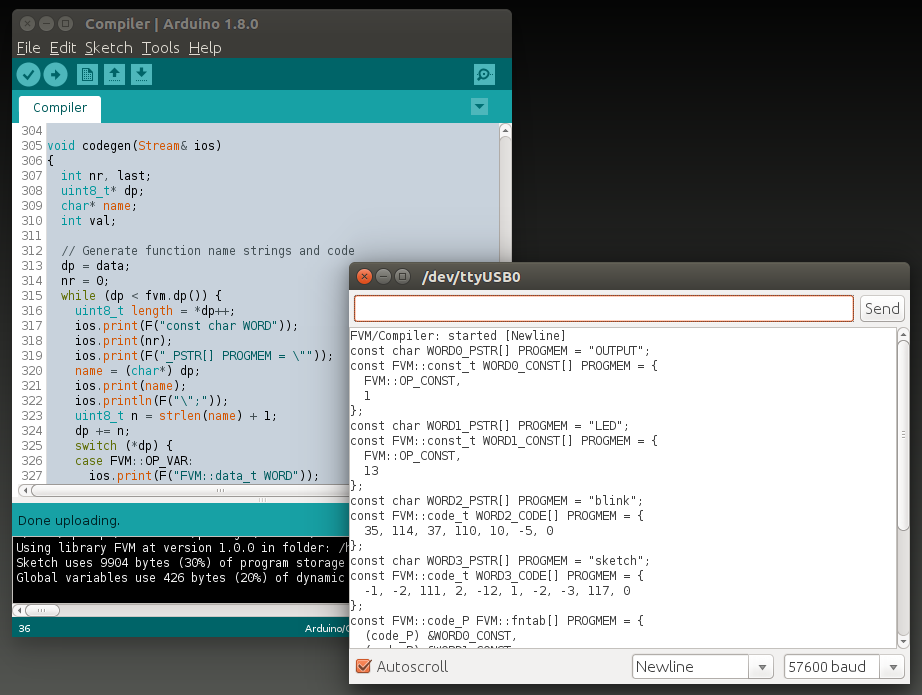 Compiler | Arduino 1.8.0
File Edit Sketch Tools Help
Compiler
304
305 void codegen(Stream& ios)
306 {
307 int nr, last;
308 uint8_t* dp;
309 char* name;
310 int val;
311
312 // Generate function name strings and code
313 dp = data;
314 nr = 0;
315 while (dp < fvm.dp()) {
316 uint8_t length = *dp++;
317 ios.print(F("const char WORD"));
318 ios.print(nr);
319 ios.print(F("_PSTR[] PROGMEM = \""));
320 name = (char*) dp;
321 ios.print(name);
322 ios.println(F("\";"));
323 uint8_t n = strlen(name) + 1;
324 dp += n;
325 switch (*dp) {
326 case FVM::OP_VAR:
327 ios.print(F("FVM::data_t WORD"));
Done uploading.
Using library FVM at version 1.0.0 in folder: /h
Sketch uses 9904 bytes (30%) of program storage
Global variables use 426 bytes (20%) of dynamic
36
Arduino/G
/dev/ttyUSB0
Send
FVM/Compiler: started [Newline]
const char WORD0_PSTR[] PROGMEM = "OUTPUT";
const FVM::const_t WORD0_CONST[] PROGMEM = {
FVM::OP_CONST,
1
};
const char WORD1_PSTR[] PROGMEM = "LED";
const FVM::const_t WORD1_CONST[] PROGMEM = {
FVM::OP_CONST,
13
};
const char WORD2_PSTR[] PROGMEM = "blink";
const FVM::code_t WORD2_CODE[] PROGMEM = {
35, 114, 37, 110, 10, -5, 0
};
const char WORD3_PSTR[] PROGMEM = "sketch";
const FVM::code_t WORD3_CODE[] PROGMEM = {
-1, -2, 111, 2, -12, 1, -2, -3, 117, 0
};
const FVM::code_P FVM::fntab[] PROGMEM = {
(code_P) &WORD0_CONST,
(code_P) &WORD1_CONST,
Autoscroll
Newline
57600 baud